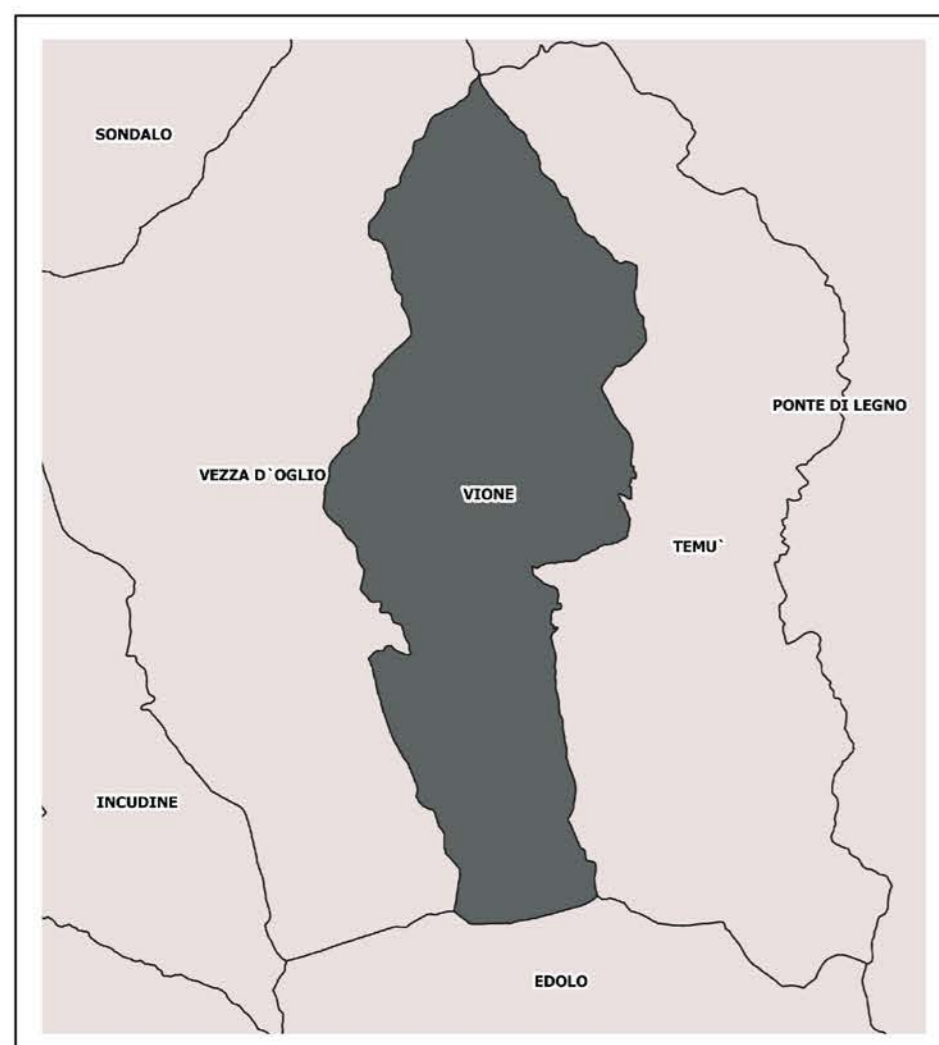 SONDALO
PONTE DI LEGNO
VEZZA D`OGLIO
VIONE
TEMU`
INCUDINE
EDOLO